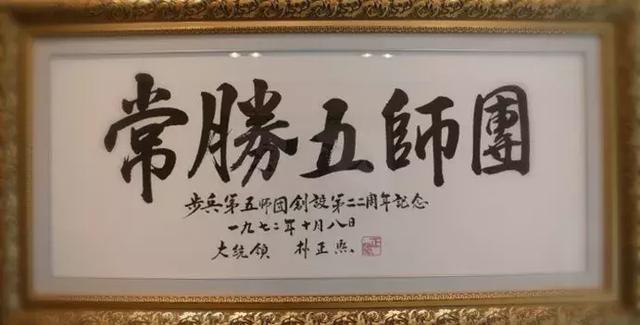 常勝五師團
步兵第五師団創設第二二周年記念
一九七二年十月八日
大統領 朴正熙